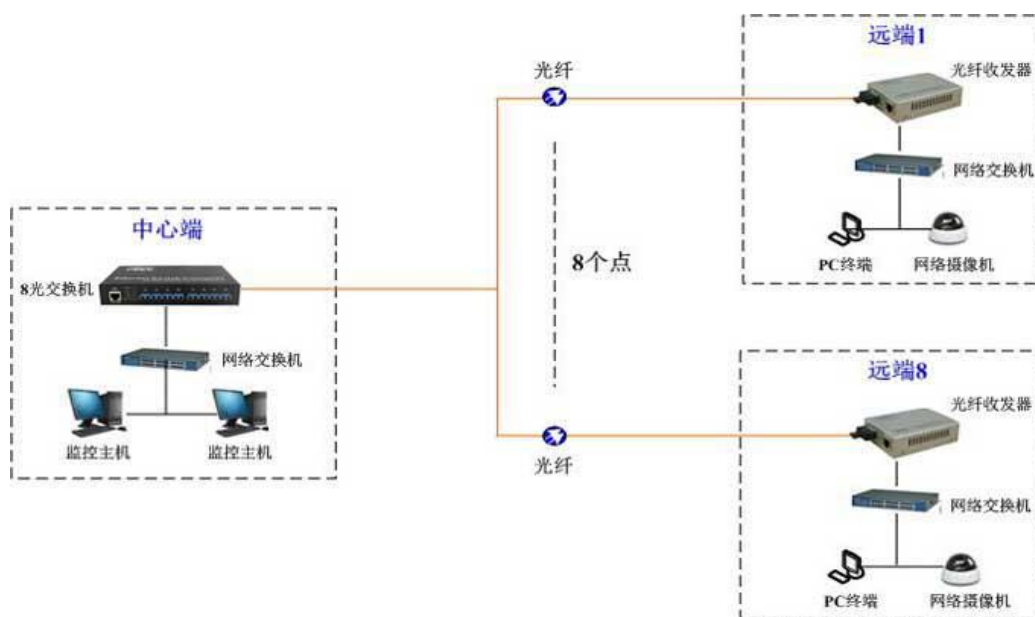 远端1
光纤
光纤收发器
网络交换机
PC终端
网络摄像机
中心端
8光交换机
网络交换机
监控主机
监控主机
8个点
远端8
光纤
光纤收发器
网络交换机
PC终端
网络摄像机